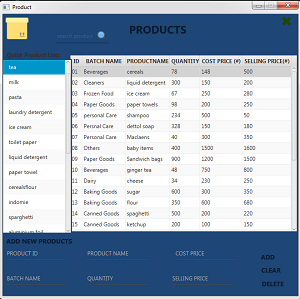 Product
search product
PRODUCTS
tea
milk
pasta
laundry detergent
ice cream
toilet paper
liquid detergent
paper towel
cereals/flour
indomie
sparghetti
ID BATCH NAME PRODUCTNAME QUANTITY COST PRICE (#) SELLING PRICE(#)
01 Beverages cereals 78 148 500
02 Cleaners liquid detergent 300 150 200
03 Frozen Food ice cream 67 250 280
04 Paper Goods paper towels 98 200 250
05 personal Care shampoo 234 500 50
06 Persnal Care dettol soap 328 150 180
07 Personal Care Maclaens 40 300 350
08 Others baby items 400 1500 1600
09 Paper Goods Sandwich bags 900 1200 1500
10 Beverages ginger tea 48 750 800
11 Dairy cheese 34 230 250
12 Baking Goods sugar 600 300 350
13 Baking Goods flour 350 600 680
14 Canned Goods spaghetti 500 200 220
15 Canned Goods ketchup 200 100 150
ADD NEW PRODUCTS
PRODUCT ID PRODUCT NAME COST PRICE
BATCH NAME QUANTITY SELLING PRICE
ADD
CLEAR
DELETE